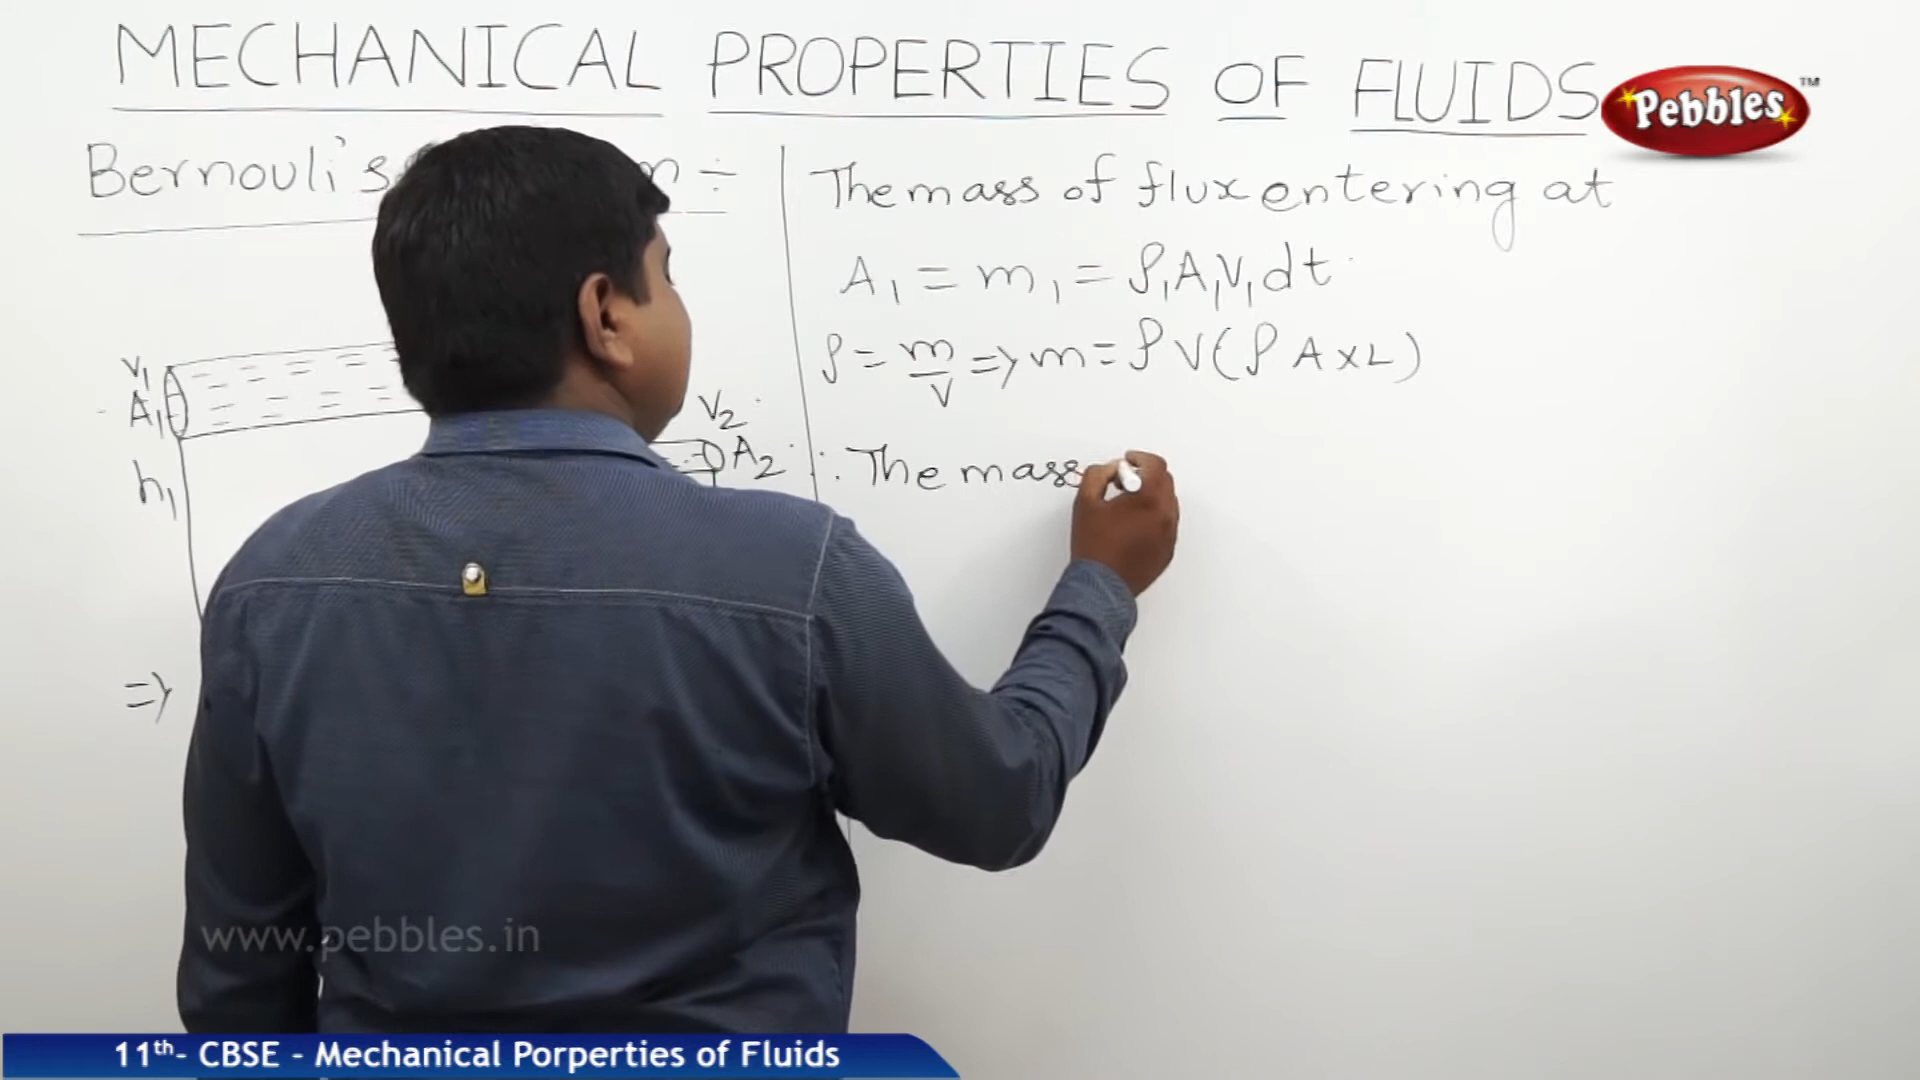 MECHANICAL PROPERTIES OF FLUIDS
Pebbles™
Bernouli's
The mass of flux entering at
A₁ = m₁ = ρ₁A₁V₁dt
ρ = m/V => m = ρV(ρ A x L)
∴ The mass
V₁
A₁
h₁
V₂
A₂
=>
www.pebbles.in
11th- CBSE - Mechanical Porperties of Fluids